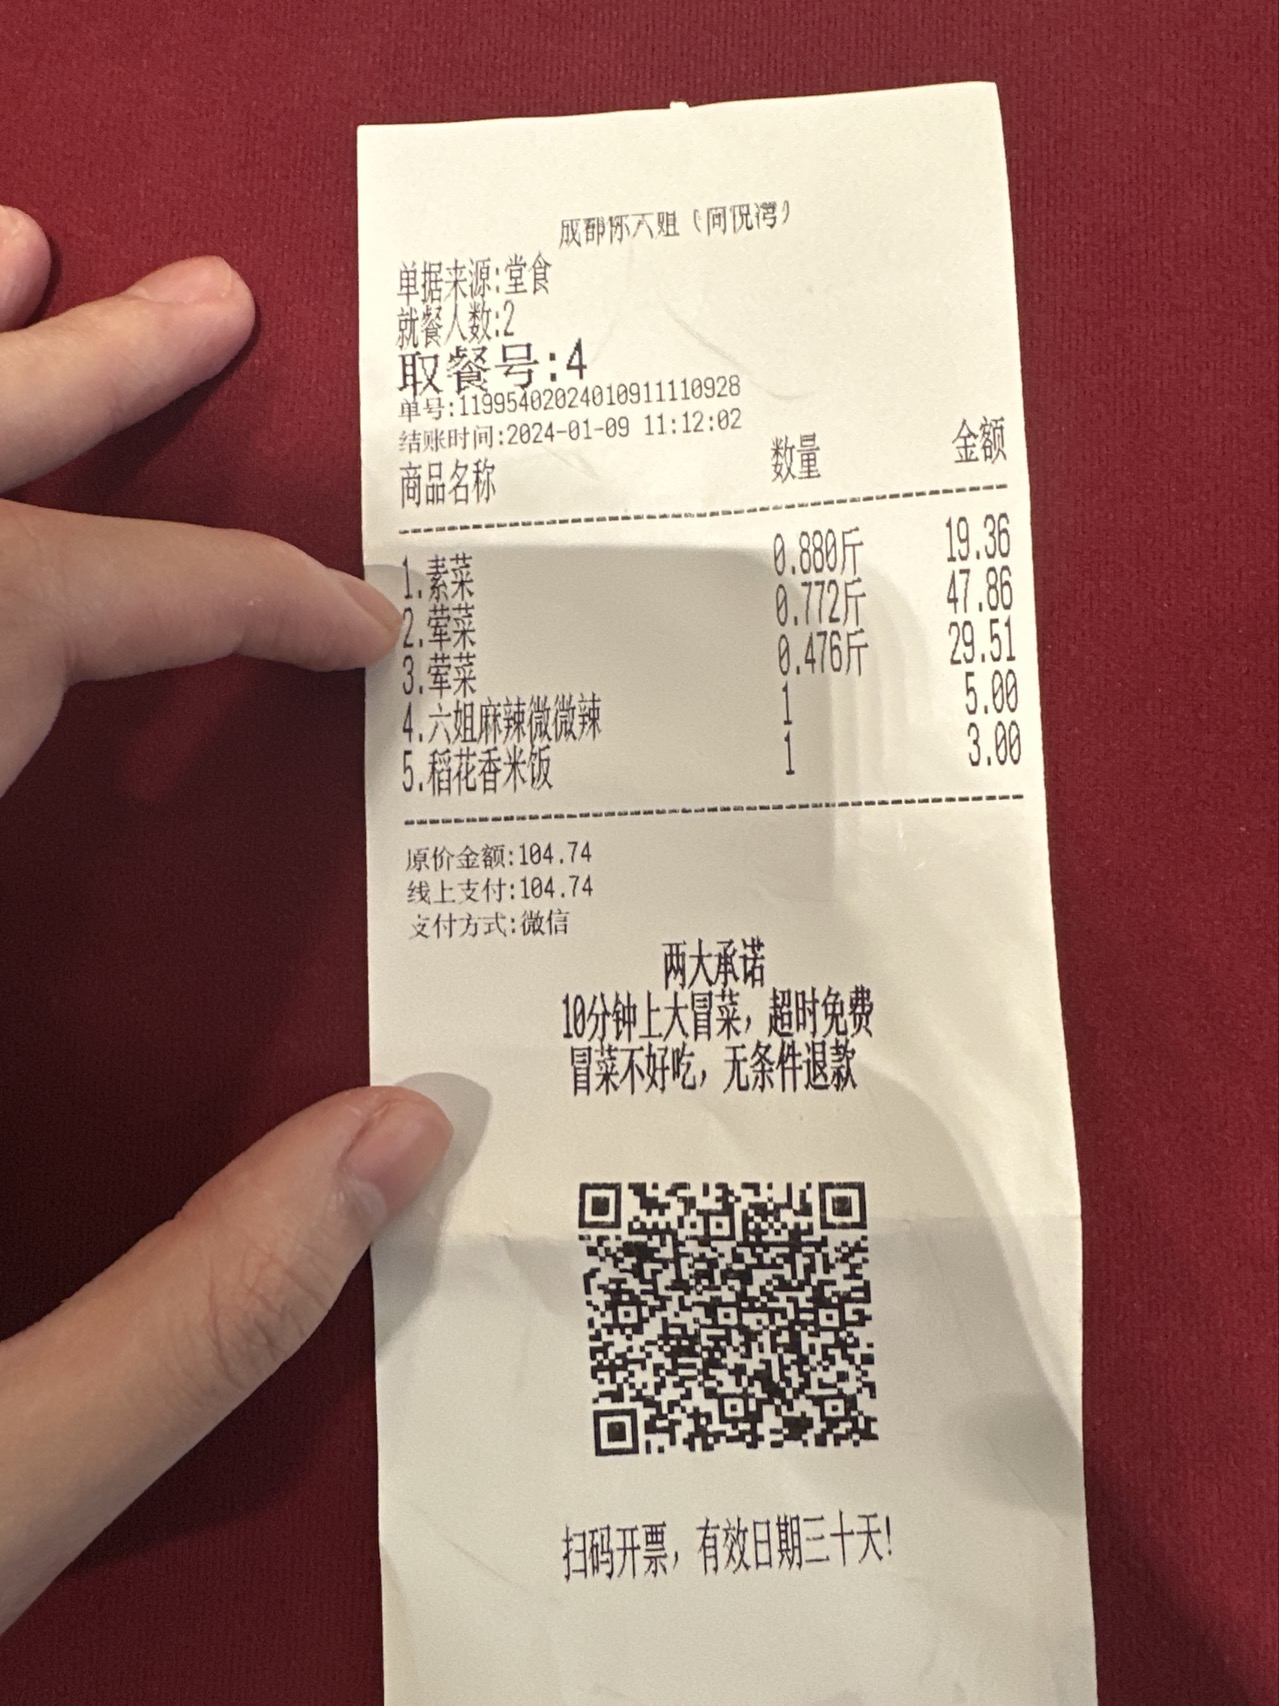 成都陈六姐（闻悦湾）
单据来源:堂食
就餐人数:2
取餐号:4
单号:11995402024010911110928
结账时间:2024-01-09 11:12:02
商品名称 数量 金额
1.素菜 0.880斤 19.36
2.荤菜 0.772斤 47.86
3.荤菜 0.476斤 29.51
4.六姐麻辣微微辣 1 5.00
5.稻花香米饭 1 3.00
原价金额:104.74
线上支付:104.74
支付方式:微信
两大承诺
10分钟上大冒菜，超时免费
冒菜不好吃，无条件退款
扫码开票，有效日期三十天!